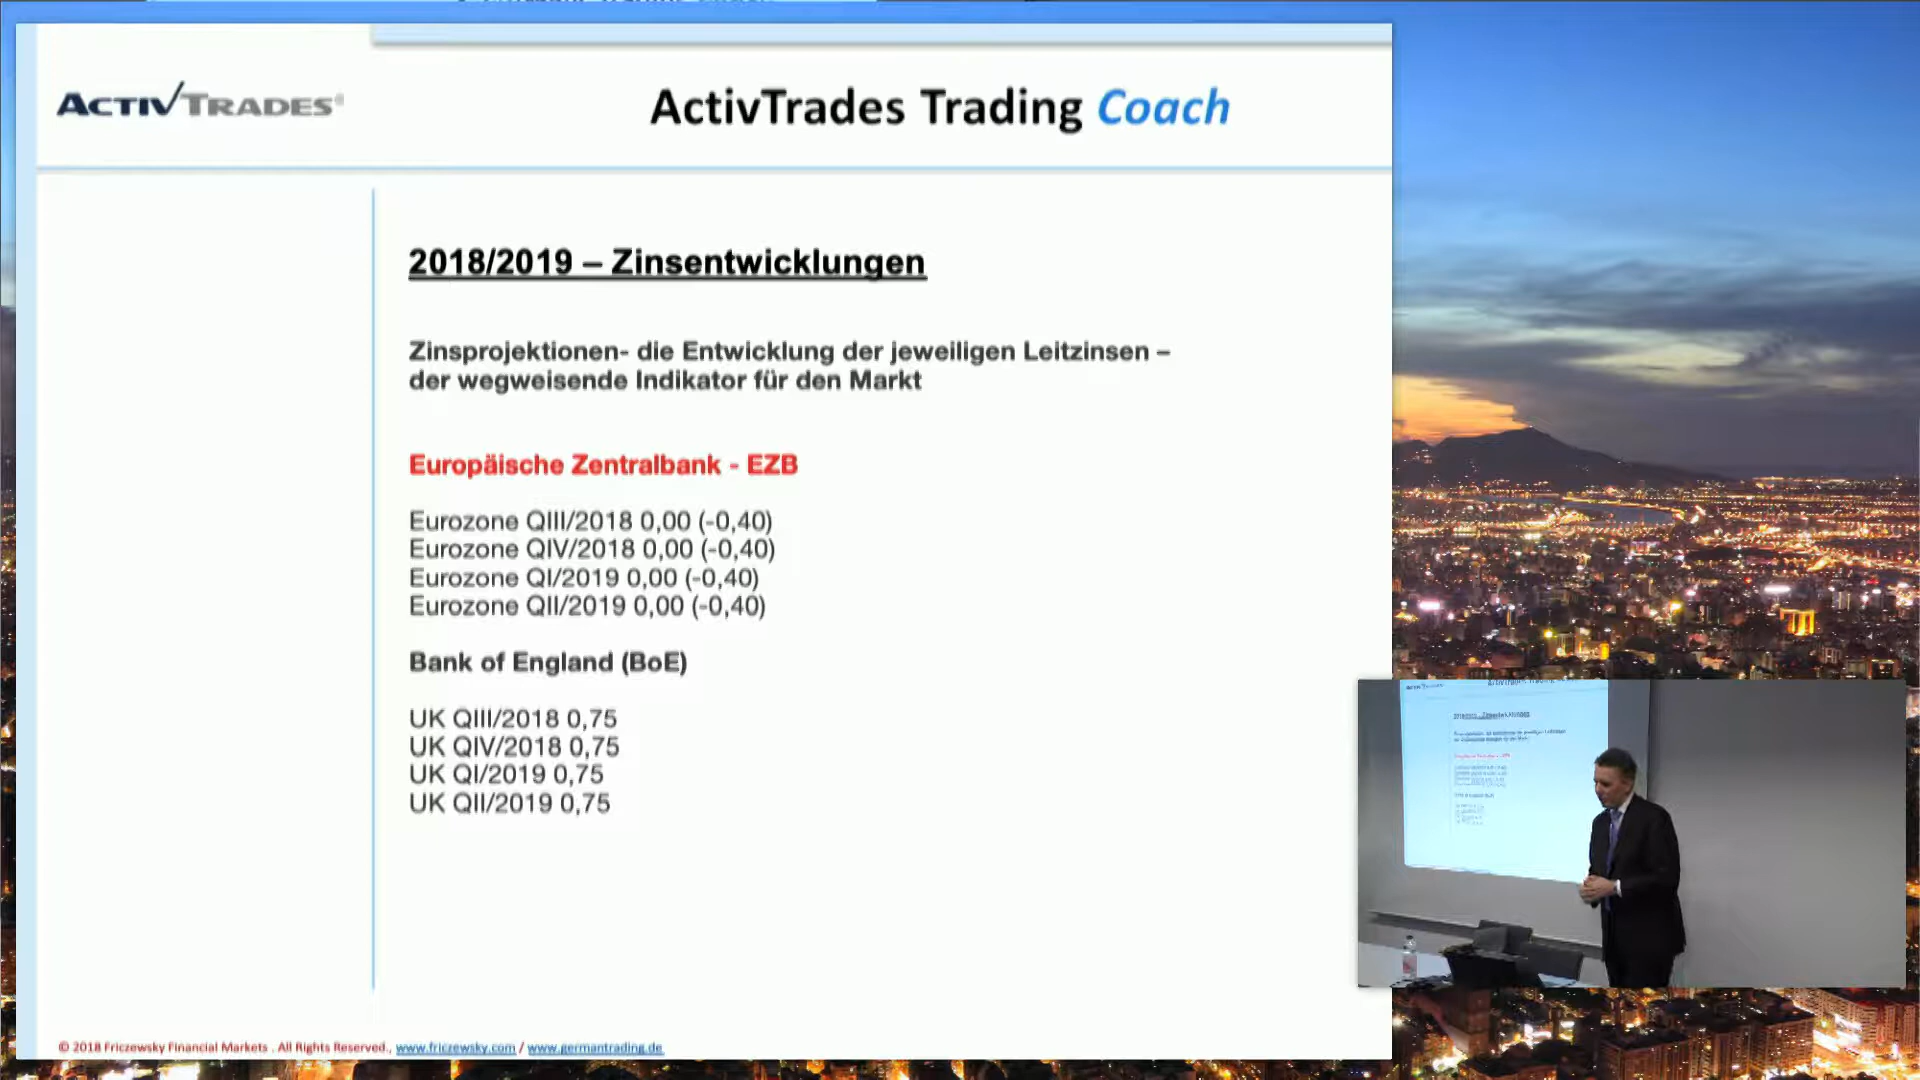 ACTIVTRADES®
ActivTrades Trading Coach
2018/2019 – Zinsentwicklungen
Zinsprojektionen- die Entwicklung der jeweiligen Leitzinsen –
der wegweisende Indikator für den Markt
Europäische Zentralbank - EZB
Eurozone QIII/2018 0,00 (-0,40)
Eurozone QIV/2018 0,00 (-0,40)
Eurozone QI/2019 0,00 (-0,40)
Eurozone QII/2019 0,00 (-0,40)
Bank of England (BoE)
UK QIII/2018 0,75
UK QIV/2018 0,75
UK QI/2019 0,75
UK QII/2019 0,75
© 2018 Friczewsky Financial Markets . All Rights Reserved., www.friczewsky.com / www.germantrading.de